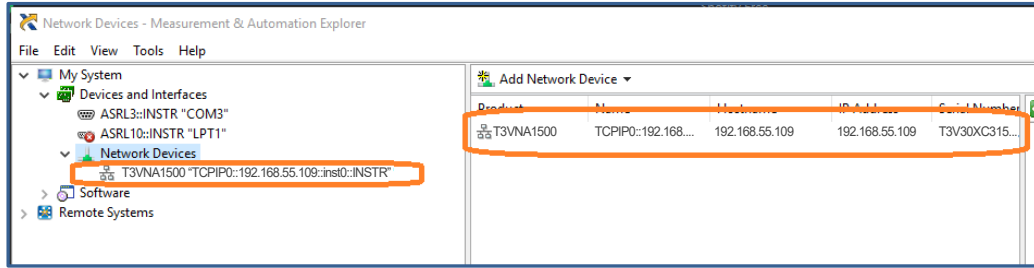 Network Devices - Measurement & Automation Explorer
File Edit View Tools Help
My System
Devices and Interfaces
ASRL3::INSTR "COM3"
ASRL10::INSTR "LPT1"
Network Devices
T3VNA1500 “TCPIP0::192.168.55.109::inst0::INSTR”
Software
Remote Systems
Add Network Device
Product Name Hostname IP Address Serial Number
T3VNA1500 TCPIP0::192.168.... 192.168.55.109 192.168.55.109 T3V30XC315...